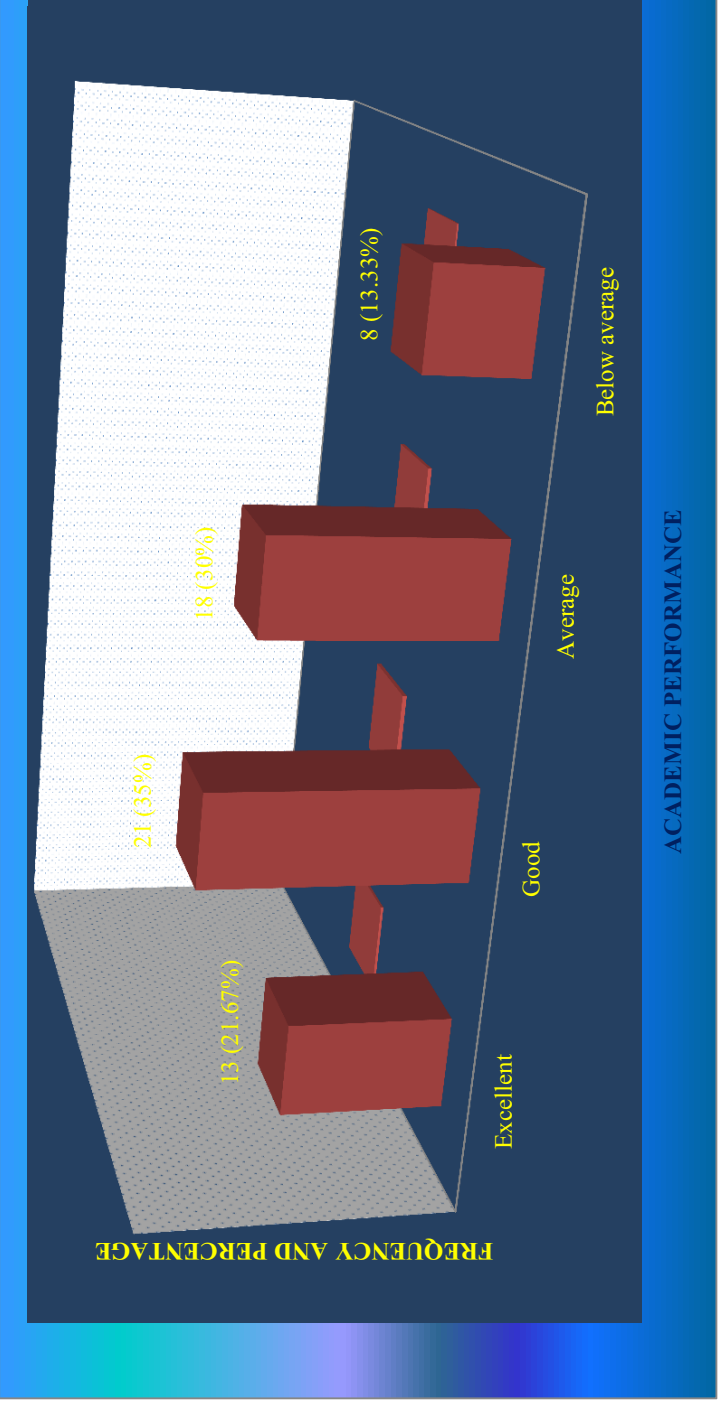 FREQUENCY AND PERCENTAGE
13 (21.67%)
21 (35%)
18 (30%)
8 (13.33%)
Excellent
Good
Average
Below average
ACADEMIC PERFORMANCE